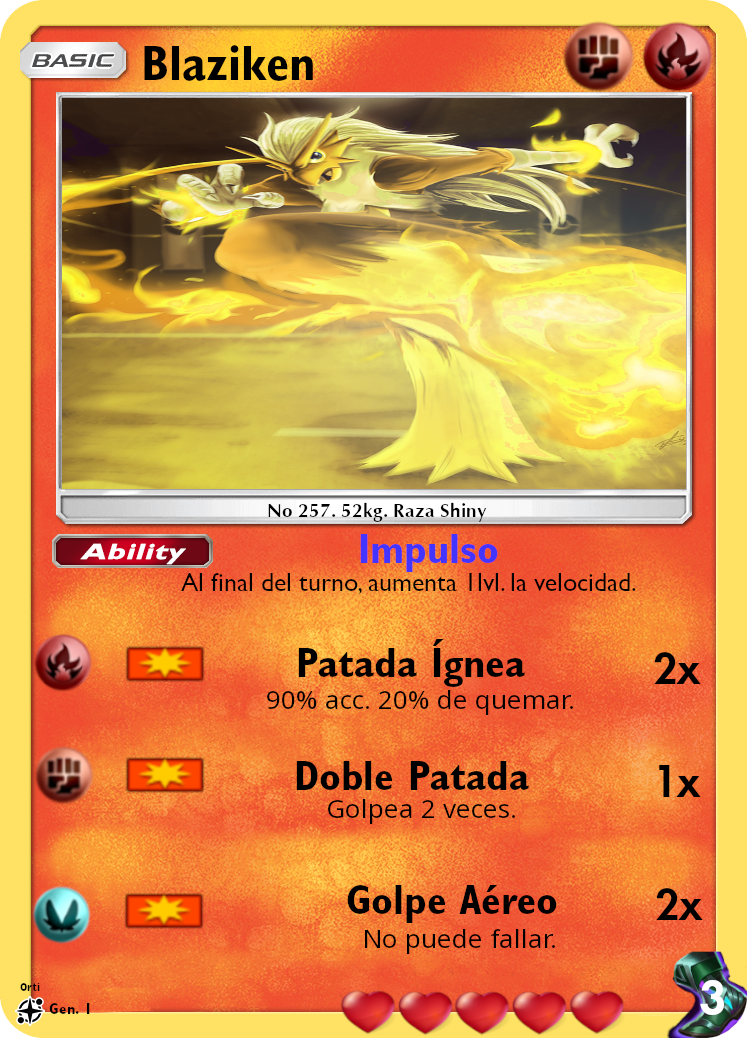 BASIC Blaziken
No 257. 52kg. Raza Shiny
Ability Impulso
Al final del turno, aumenta 1lvl. la velocidad.
Patada Ígnea 2x
90% acc. 20% de quemar.
Doble Patada 1x
Golpea 2 veces.
Golpe Aéreo 2x
No puede fallar.
Orti
Gen. I
3